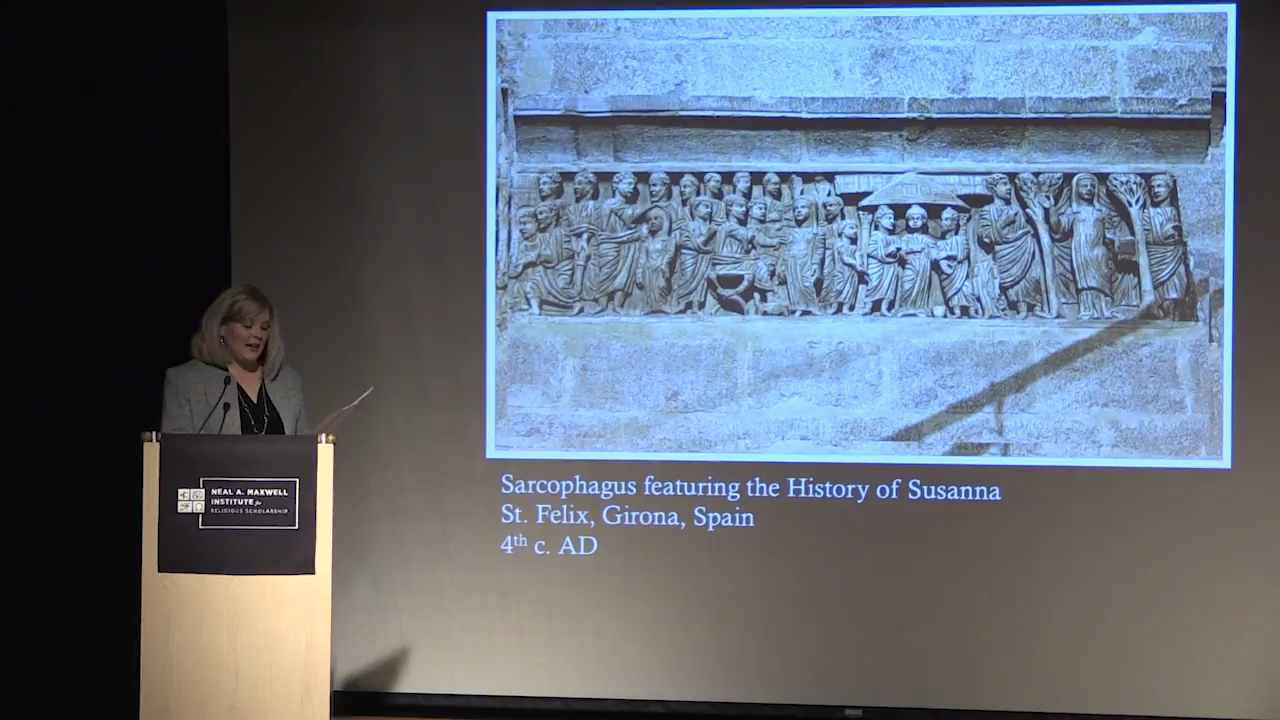 NEAL A. MAXWELL
INSTITUTE for
RELIGIOUS SCHOLARSHIP
Sarcophagus featuring the History of Susanna
St. Felix, Girona, Spain
4th c. AD